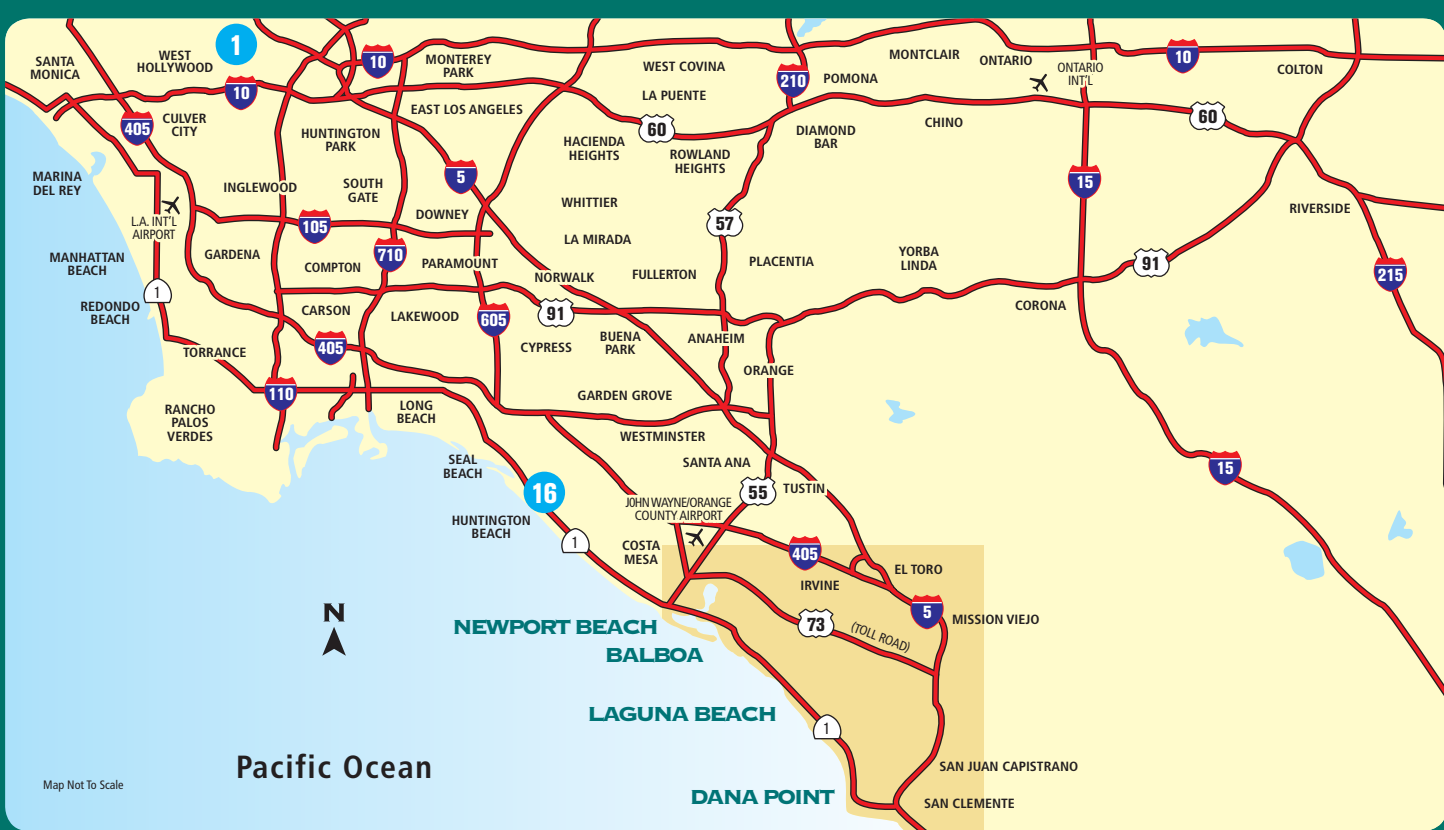 SANTA
MONICA
WEST
HOLLYWOOD
1
10
10
MONTEREY
PARK
WEST COVINA
210
POMONA
MONTCLAIR
ONTARIO
ONTARIO
INT'L
10
COLTON
405
CULVER
CITY
EAST LOS ANGELES
LA PUENTE
60
HUNTINGTON
PARK
HACIENDA
HEIGHTS
ROWLAND
HEIGHTS
DIAMOND
BAR
CHINO
60
MARINA
DEL REY
INGLEWOOD
SOUTH
GATE
5
15
L.A. INT'L
AIRPORT
105
DOWNEY
WHITTIER
57
RIVERSIDE
MANHATTAN
BEACH
GARDENA
COMPTON
710
PARAMOUNT
LA MIRADA
NORWALK
FULLERTON
PLACENTIA
YORBA
LINDA
91
215
1
REDONDO
BEACH
CARSON
LAKEWOOD
605
91
CORONA
TORRANCE
405
CYPRESS
BUENA
PARK
ANAHEIM
ORANGE
110
RANCHO
PALOS
VERDES
LONG
BEACH
GARDEN GROVE
WESTMINSTER
SEAL
BEACH
SANTA ANA
15
16
55
TUSTIN
JOHN WAYNE/ORANGE
COUNTY AIRPORT
HUNTINGTON
BEACH
1
COSTA
MESA
405
IRVINE
EL TORO
N
NEWPORT BEACH
73
(TOLL ROAD)
5
MISSION VIEJO
BALBOA
LAGUNA BEACH
1
Pacific Ocean
SAN JUAN CAPISTRANO
Map Not To Scale
DANA POINT
SAN CLEMENTE